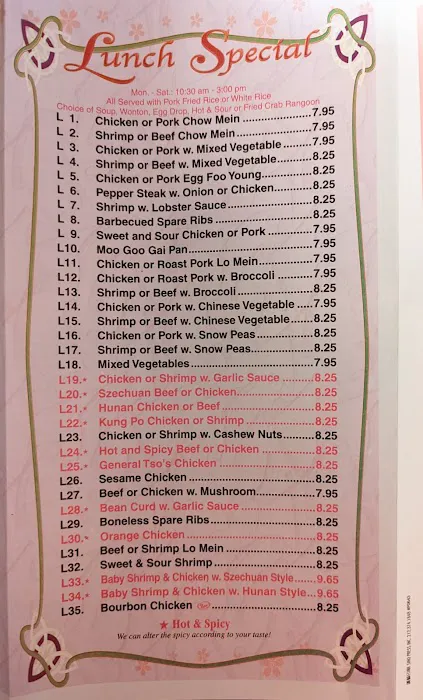 Lunch Special
Mon. - Sat.: 10:30 am - 3:00 pm
All Served with Pork Fried Rice or White Rice
Choice of Soup, Wonton, Egg Drop, Hot & Sour or Fried Crab Rangoon
L 1. Chicken or Pork Chow Mein ....................7.95
L 2. Shrimp or Beef Chow Mein......................7.95
L 3. Chicken or Pork w. Mixed Vegetable ........7.95
L 4. Shrimp or Beef w. Mixed Vegetable..........8.25
L 5. Chicken or Pork Egg Foo Young..............8.25
L 6. Pepper Steak w. Onion or Chicken...........8.25
L 7. Shrimp w. Lobster Sauce.........................8.25
L 8. Barbecued Spare Ribs .............................8.25
L 9. Sweet and Sour Chicken or Pork .............7.95
L10. Moo Goo Gai Pan....................................7.95
L11. Chicken or Roast Pork Lo Mein................7.95
L12. Chicken or Roast Pork w. Broccoli ...........7.95
L13. Shrimp or Beef w. Broccoli......................8.25
L14. Chicken or Pork w. Chinese Vegetable .....7.95
L15. Shrimp or Beef w. Chinese Vegetable.......8.25
L16. Chicken or Pork w. Snow Peas ................8.25
L17. Shrimp or Beef w. Snow Peas..................8.25
L18. Mixed Vegetables ....................................7.95
L19.* Chicken or Shrimp w. Garlic Sauce .........8.25
L20.* Szechuan Beef or Chicken.......................8.25
L21.* Hunan Chicken or Beef ...........................8.25
L22.* Kung Po Chicken or Shrimp ....................8.25
L23. Chicken or Shrimp w. Cashew Nuts.........8.25
L24.* Hot and Spicy Beef or Chicken ................8.25
L25.* General Tso's Chicken ............................8.25
L26. Sesame Chicken .....................................8.25
L27. Beef or Chicken w. Mushroom.................7.95
L28.* Bean Curd w. Garlic Sauce .....................8.25
L29. Boneless Spare Ribs...............................8.25
L30.* Orange Chicken ......................................8.25
L31. Beef or Shrimp Lo Mein ..........................8.25
L32. Sweet & Sour Shrimp .............................8.25
L33.* Baby Shrimp & Chicken w. Szechuan Style.....9.65
L34.* Baby Shrimp & Chicken w. Hunan Style...9.65
L35. Bourbon Chicken ................................8.25
★ Hot & Spicy
We can alter the spicy according to your taste!